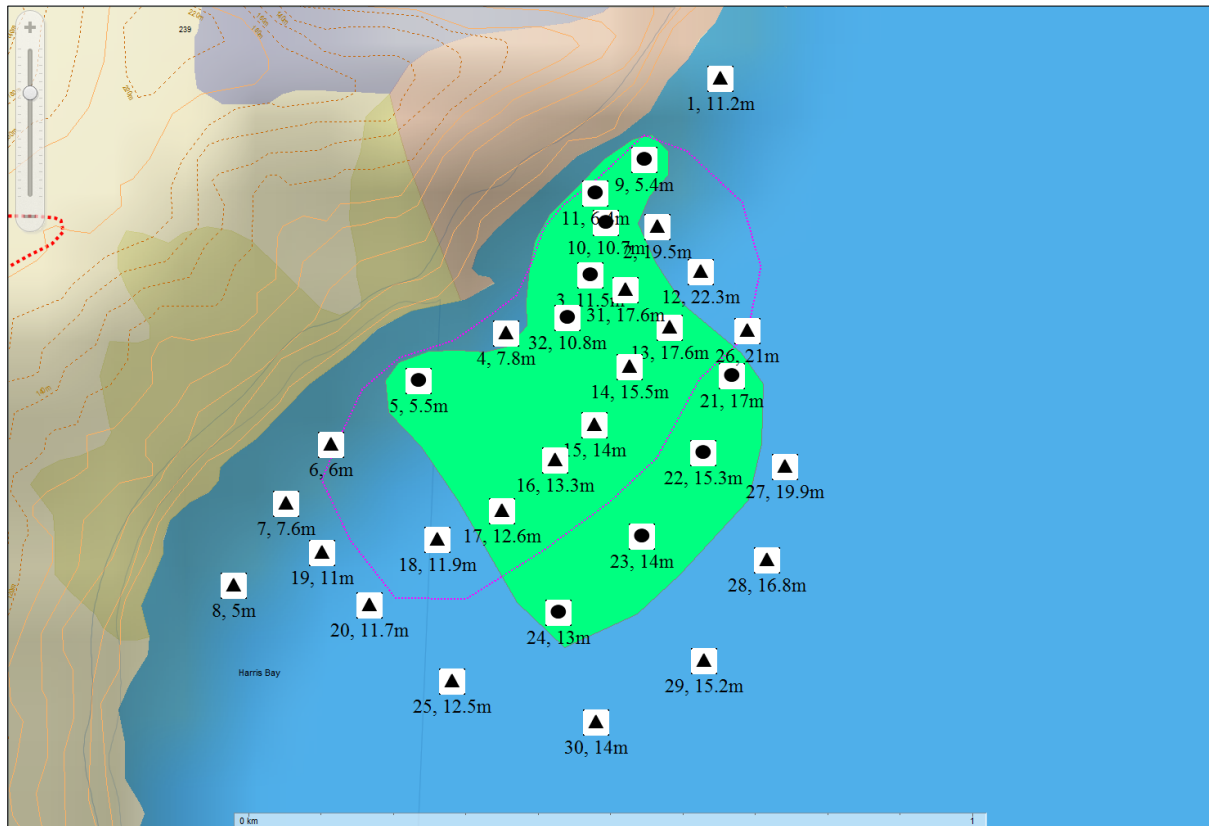 239
1, 11.2m
9, 5.4m
11, 6.4m
10, 10.7m
2, 19.5m
12, 22.3m
3, 11.5m
31, 17.6m
32, 10.8m
13, 17.6m
26, 21m
4, 7.8m
14, 15.5m
21, 17m
5, 5.5m
15, 14m
6, 6m
16, 13.3m
22, 15.3m
27, 19.9m
7, 7.6m
17, 12.6m
18, 11.9m
23, 14m
19, 11m
28, 16.8m
8, 5m
20, 11.7m
24, 13m
Harris Bay
29, 15.2m
25, 12.5m
30, 14m
0 km
1